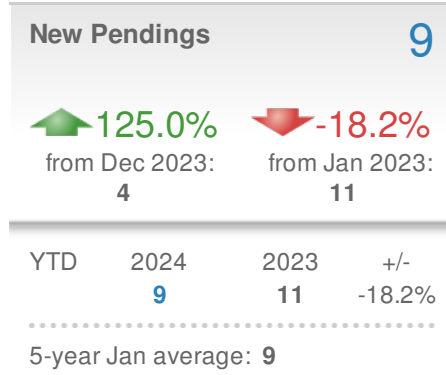 New Pendings 9
125.0% -18.2%
from Dec 2023: from Jan 2023:
4 11
YTD 2024 2023 +/-
9 11 -18.2%
5-year Jan average: 9